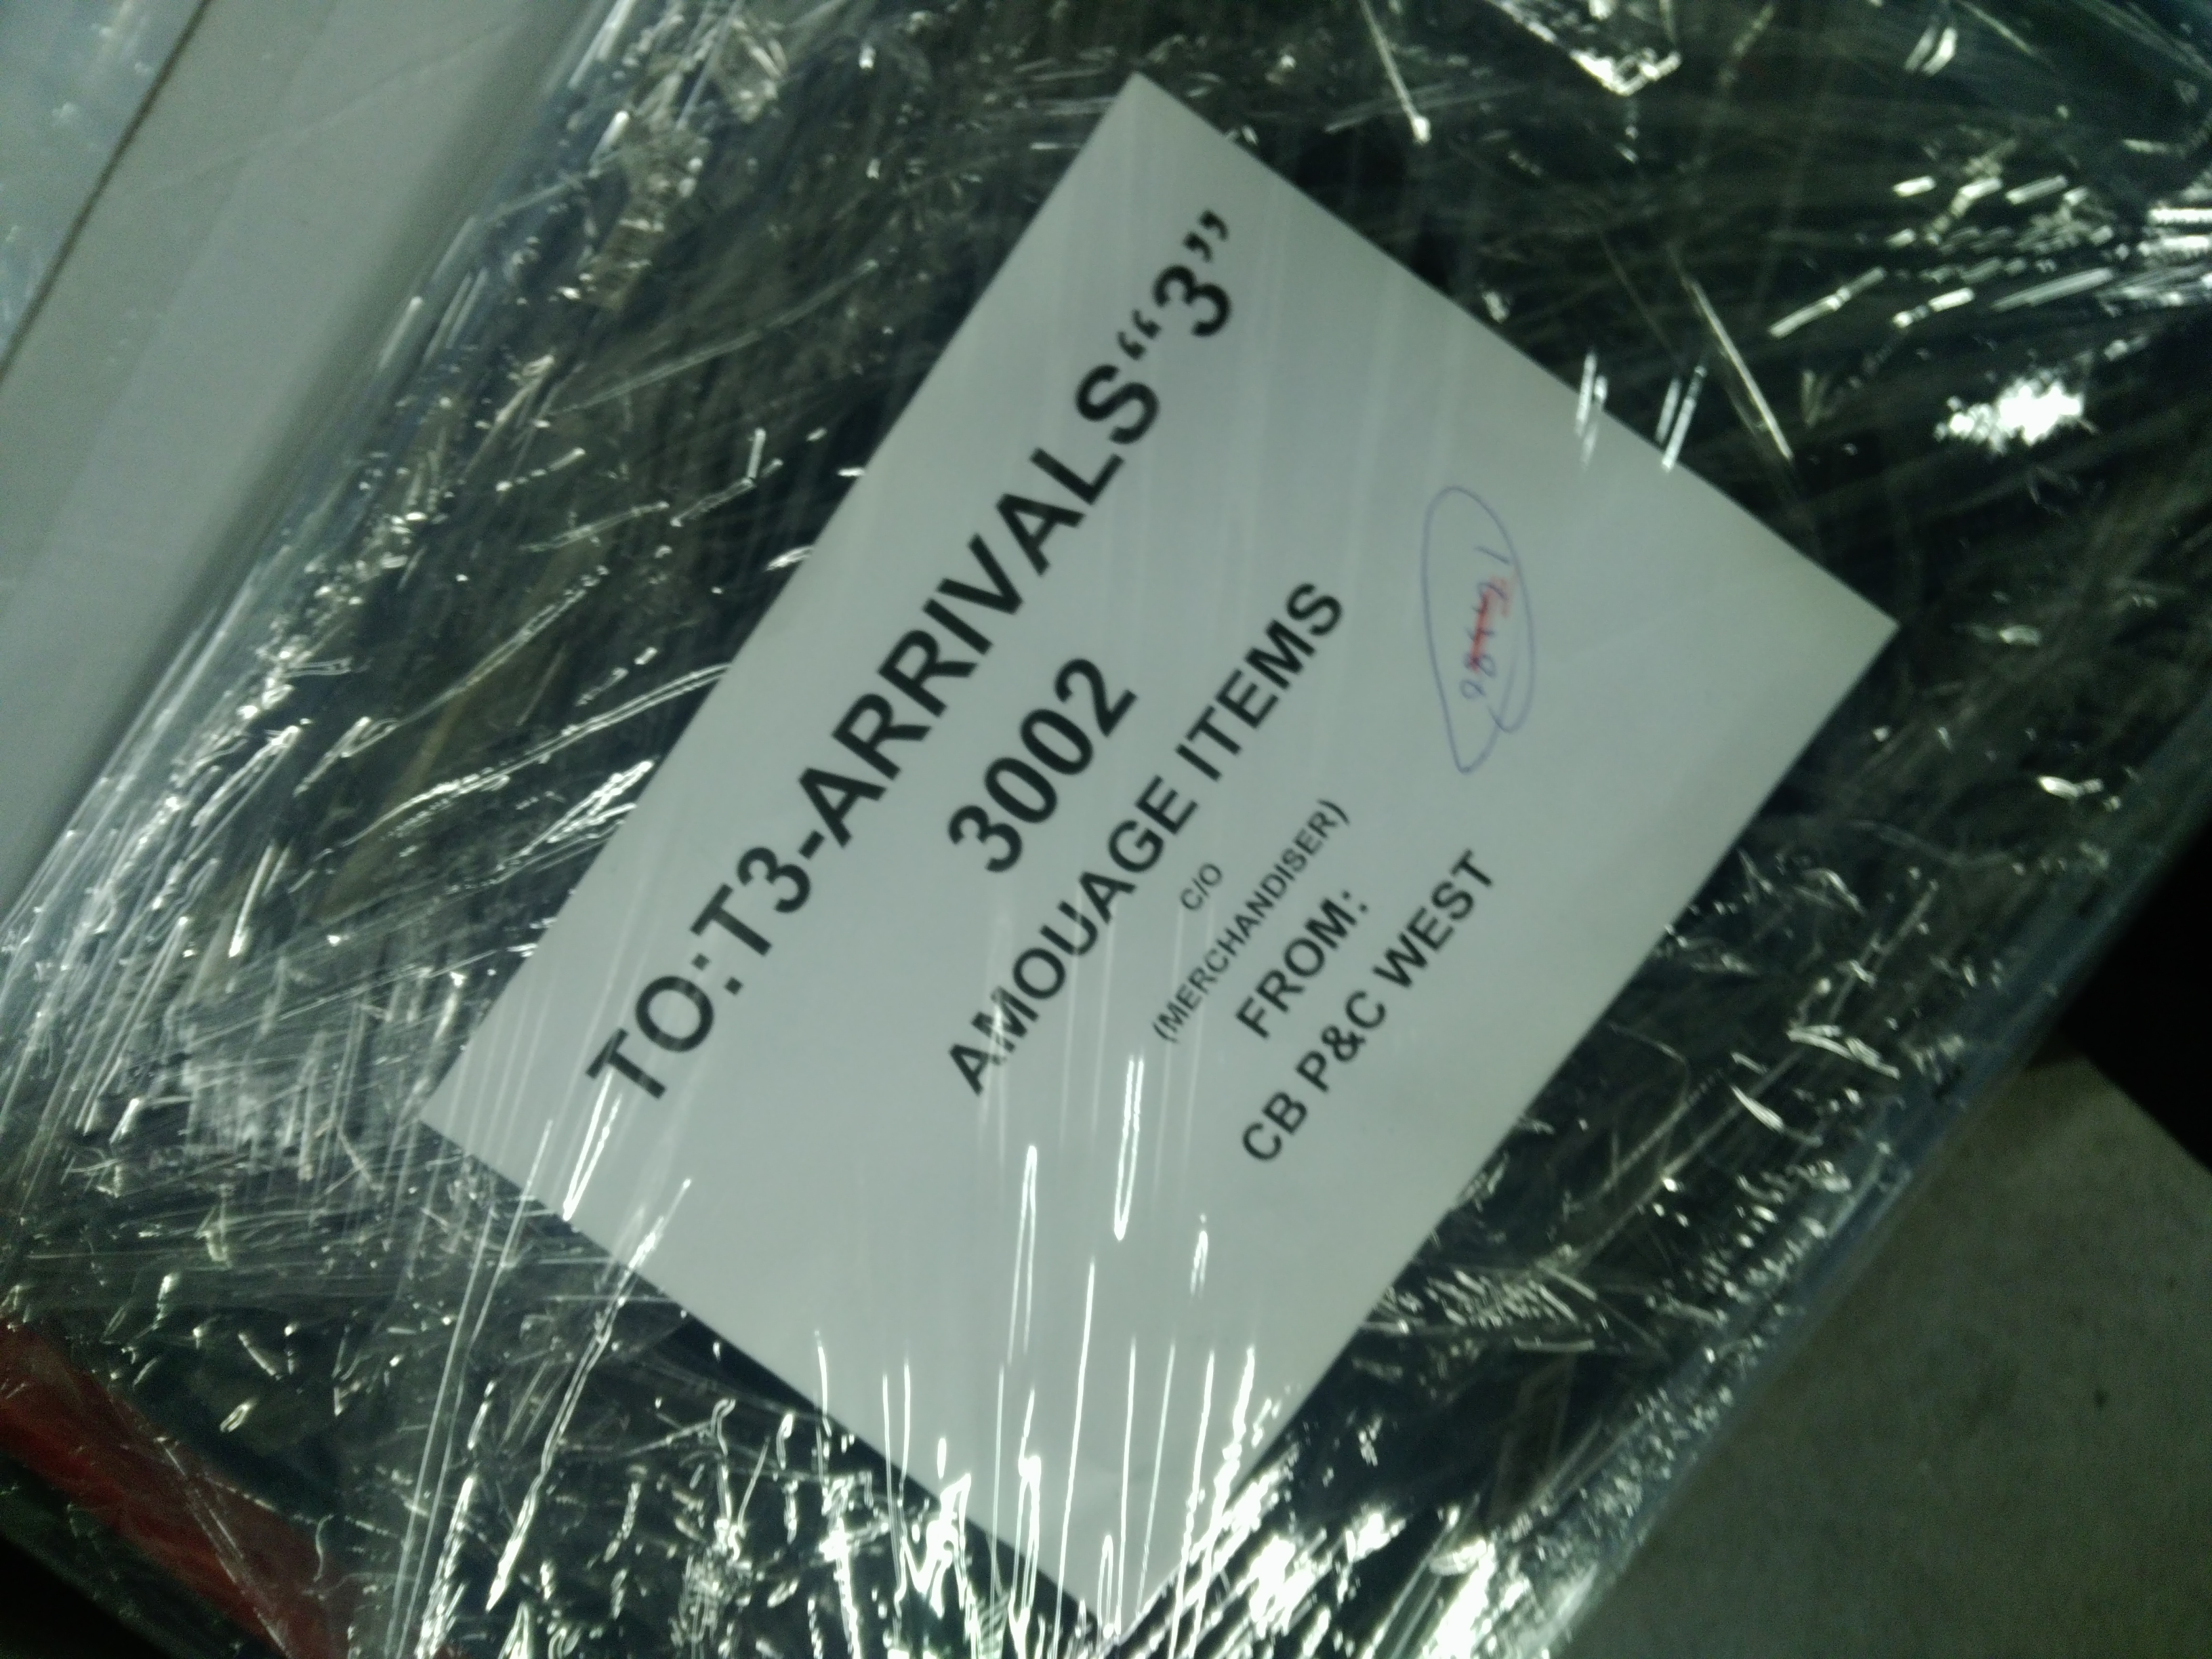 TO:T3-ARRIVALS“3”
3002
AMOUAGE ITEMS
C/O
(MERCHANDISER)
FROM:
CB P&C WEST